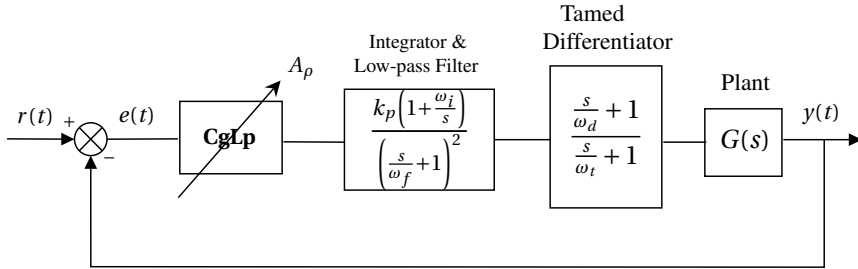 Tamed
Differentiator
Integrator &
Low-pass Filter
Plant
A_ρ
r(t)
+
−
e(t)
CgLp
k_p(1+ω_i/s)
(s/ω_f+1)^2
s/ω_d + 1
s/ω_t + 1
G(s)
y(t)